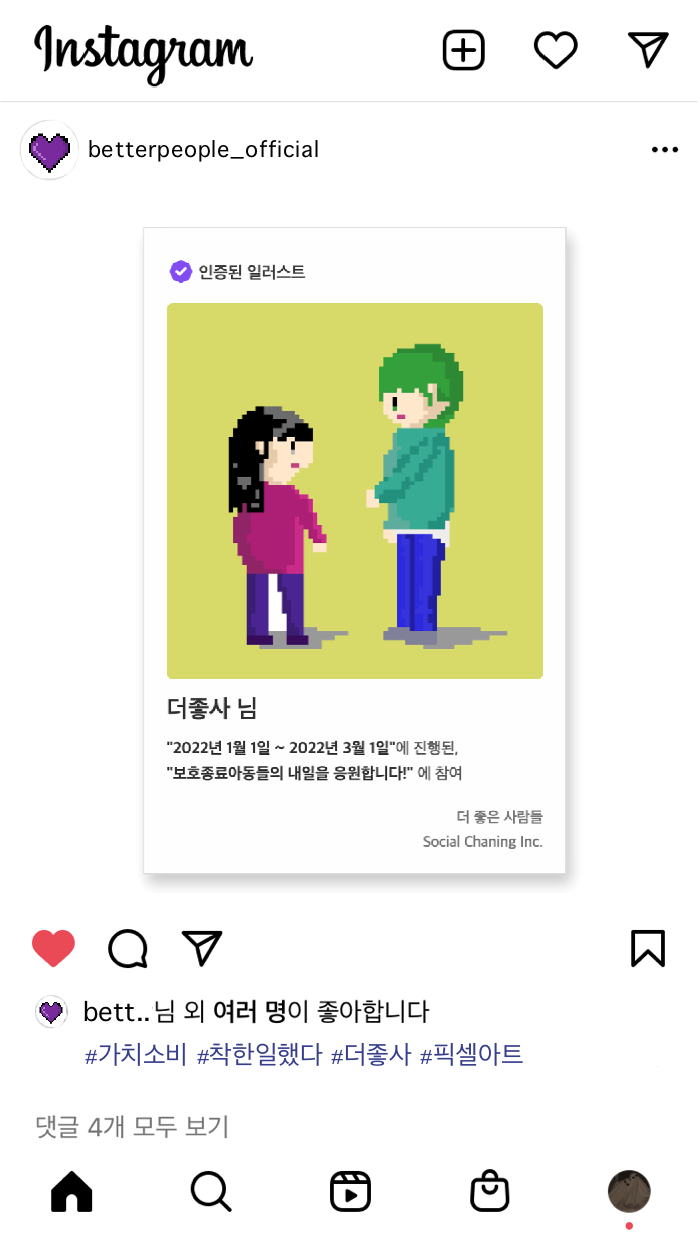 Instagram
betterpeople_official
인증된 일러스트
더좋사 님
"2022년 1월 1일 ~ 2022년 3월 1일"에 진행된,
"보호종료아동들의 내일을 응원합니다!" 에 참여
더 좋은 사람들
Social Chaning Inc.
bett..님 외 여러 명이 좋아합니다
#가치소비 #착한일했다 #더좋사 #픽셀아트
댓글 4개 모두 보기